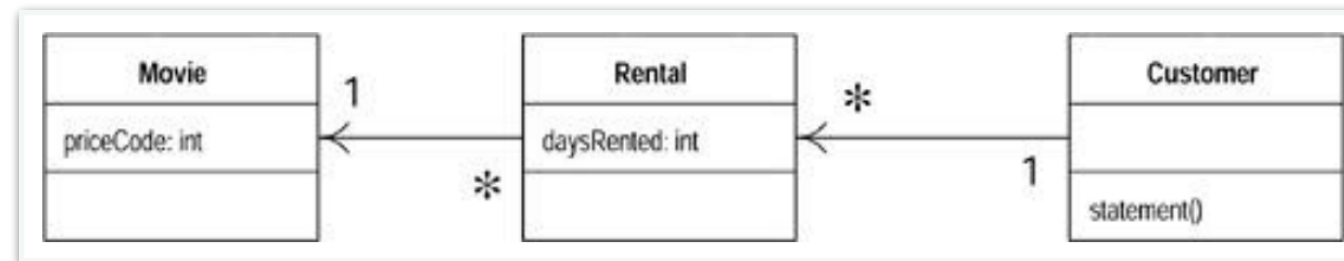 Movie
priceCode: int
1
*
Rental
daysRented: int
*
1
Customer
statement()